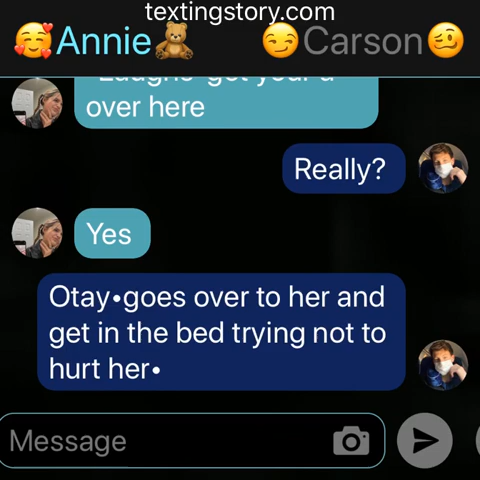 textingstory.com
🥰Annie🧸 😏Carson🥴
over here
Really?
Yes
Otay•goes over to her and
get in the bed trying not to
hurt her•
Message